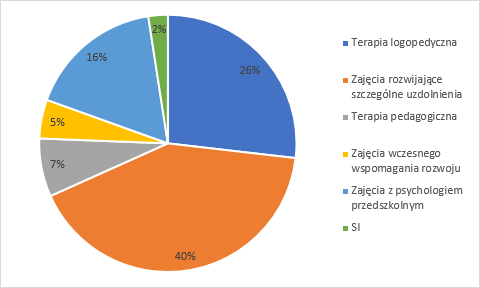 2%
16%
26%
5%
7%
40%
Terapia logopedyczna
Zajęcia rozwijające
szczególne uzdolnienia
Terapia pedagogiczna
Zajęcia wczesnego
wspomagania rozwoju
Zajęcia z psychologiem
przedszkolnym
SI